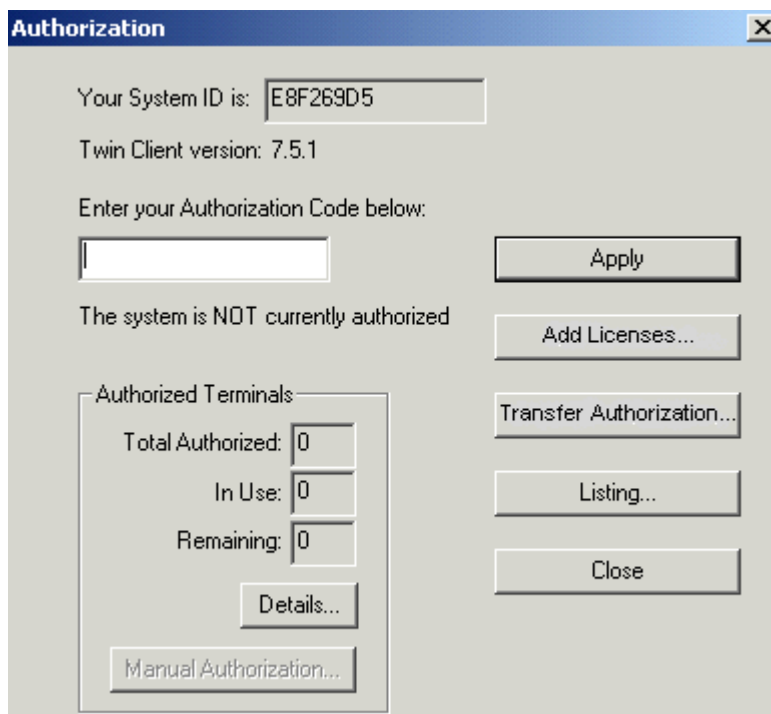 Authorization
Your System ID is: E8F269D5
Twin Client version: 7.5.1
Enter your Authorization Code below:
Apply
The system is NOT currently authorized
Add Licenses...
Authorized Terminals
Transfer Authorization...
Total Authorized: 0
In Use: 0
Listing...
Remaining: 0
Close
Details...
Manual Authorization...